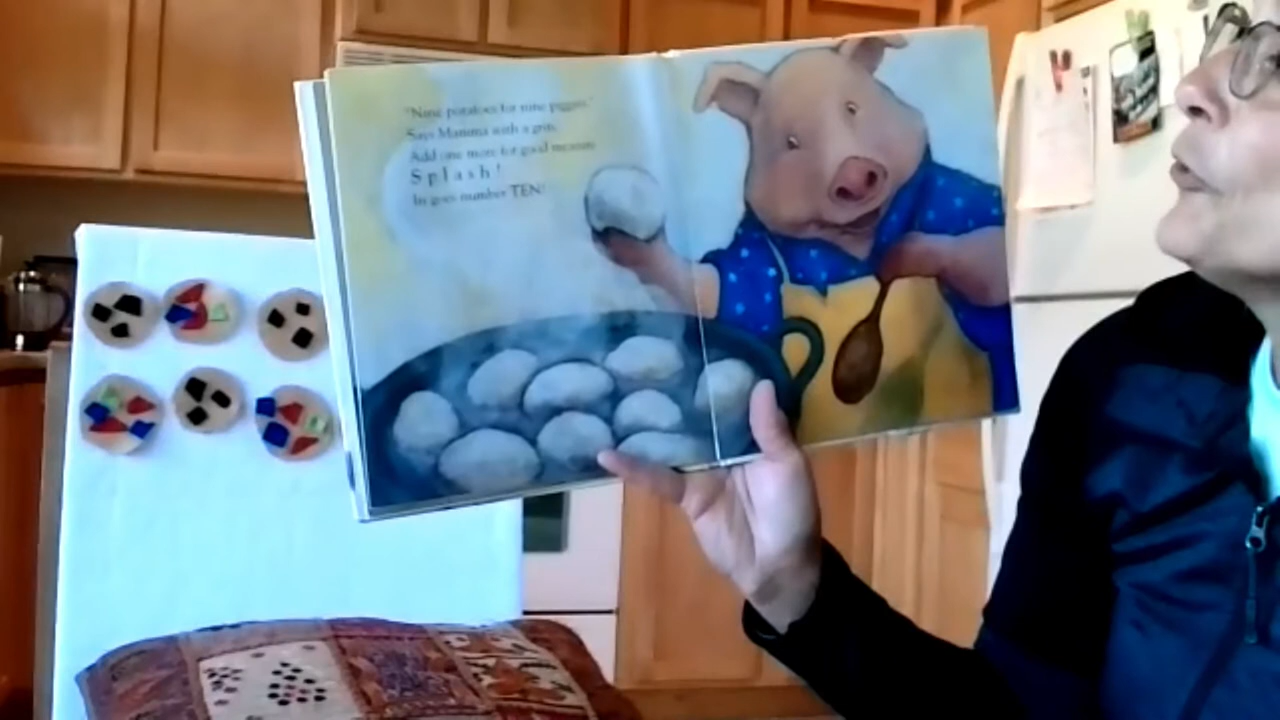 "Nine potatoes for nine piggies."
Says Mamma with a grin.
Add one more for good measure
Splash!
In goes number TEN!